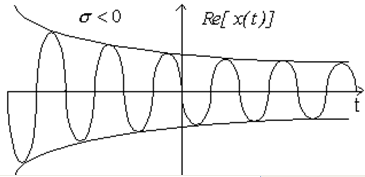 σ < 0
Re[ x(t)]
t